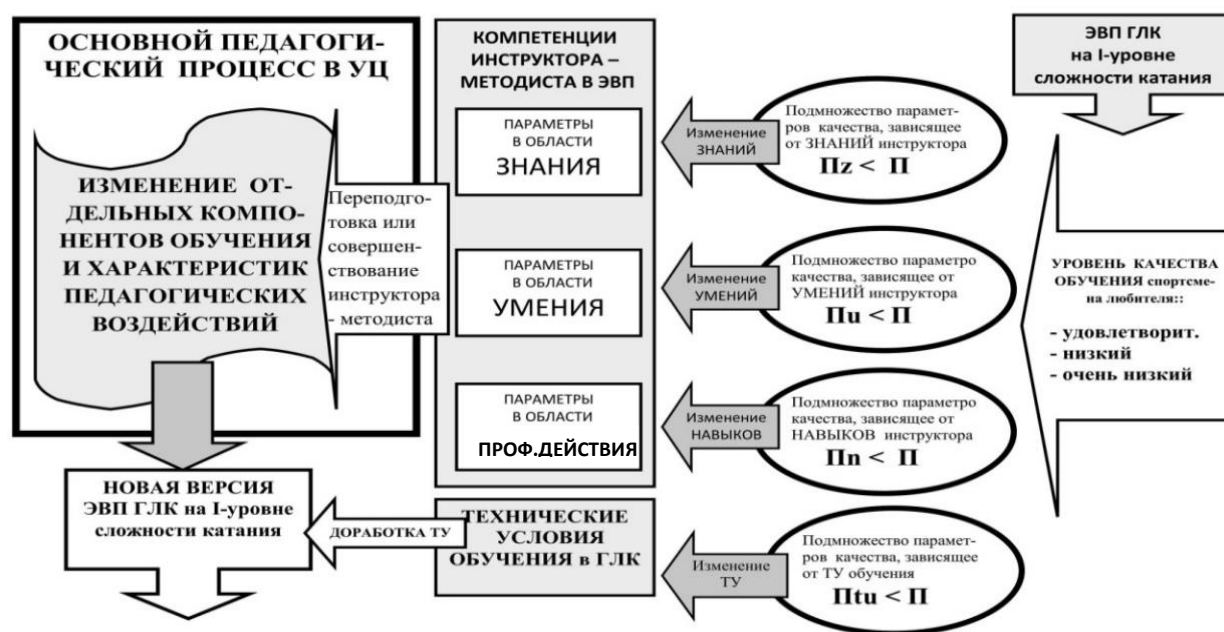 ОСНОВНОЙ ПЕДАГОГИ-
ЧЕСКИЙ ПРОЦЕСС В УЦ
ИЗМЕНЕНИЕ ОТ-
ДЕЛЬНЫХ КОМПО-
НЕНТОВ ОБУЧЕНИЯ
И ХАРАКТЕРИСТИК
ПЕДАГОГИЧЕСКИХ
ВОЗДЕЙСТВИЙ
Переподго-
товка или
совершен-
ствование
инструктора
- методиста
НОВАЯ ВЕРСИЯ
ЭВП ГЛК на I-уровне
сложности катания
ДОРАБОТКА ТУ
КОМПЕТЕНЦИИ
ИНСТРУКТОРА –
МЕТОДИСТА В ЭВП
ПАРАМЕТРЫ
В ОБЛАСТИ
ЗНАНИЯ
ПАРАМЕТРЫ
В ОБЛАСТИ
УМЕНИЯ
ПАРАМЕТРЫ
В ОБЛАСТИ
ПРОФ.ДЕЙСТВИЯ
ТЕХНИЧЕСКИЕ
УСЛОВИЯ
ОБУЧЕНИЯ в ГЛК
Изменение
ЗНАНИЙ
Изменение
УМЕНИЙ
Изменение
НАВЫКОВ
Изменение
ТУ
Подмножество парамет-
ров качества, зависящее
от ЗНАНИЙ инструктора
Пz < П
Подмножество параметро
качества, зависящее от
УМЕНИЙ инструктора
Пu < П
Подмножество параметро
качества, зависящее от
НАВЫКОВ инструктора
Пn < П
Подмножество парамет-
ров качества, зависящее
от ТУ обучения
Пtu < П
ЭВП ГЛК
на I-уровне
сложности катания
УРОВЕНЬ КАЧЕСТВА
ОБУЧЕНИЯ спортсме-
на любителя::
- удовлетворит.
- низкий
- очень низкий